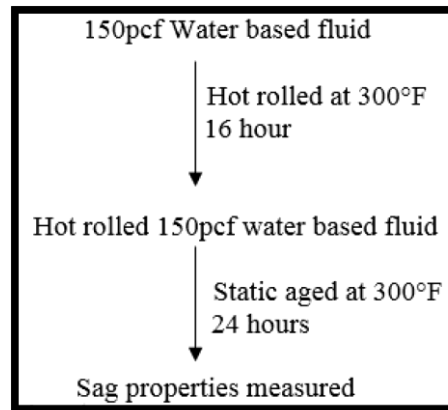 150pcf Water based fluid
Hot rolled at 300°F
16 hour
Hot rolled 150pcf water based fluid
Static aged at 300°F
24 hours
Sag properties measured